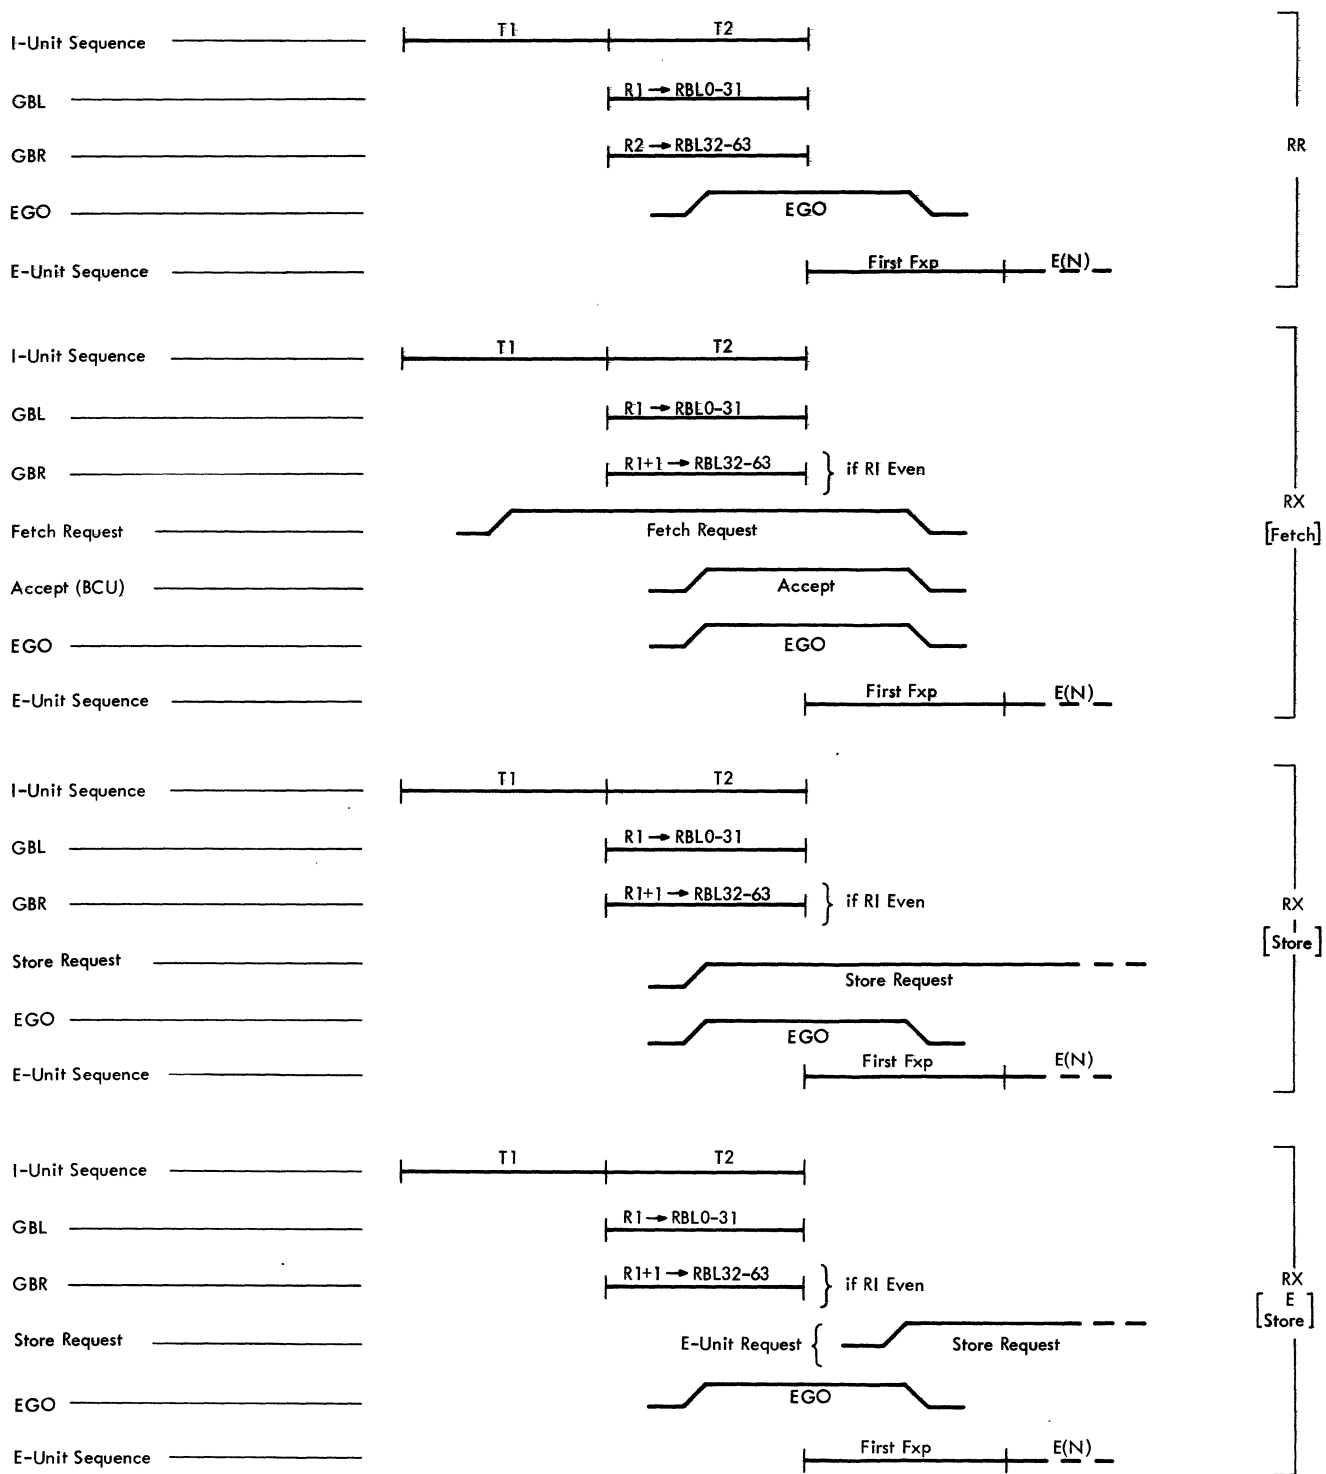 I-Unit Sequence T1 T2
GBL R1 → RBL0-31
GBR R2 → RBL32-63 RR
EGO EGO
E-Unit Sequence First Fxp E(N)
I-Unit Sequence T1 T2
GBL R1 → RBL0-31
GBR R1+1 → RBL32-63 } if RI Even
RX
Fetch Request Fetch Request [Fetch]
Accept (BCU) Accept
EGO EGO
E-Unit Sequence First Fxp E(N)
I-Unit Sequence T1 T2
GBL R1 → RBL0-31
GBR R1+1 → RBL32-63 } if RI Even RX
[Store]
Store Request Store Request
EGO EGO
E-Unit Sequence First Fxp E(N)
I-Unit Sequence T1 T2
GBL R1 → RBL0-31
GBR R1+1 → RBL32-63 } if RI Even RX
[E Store]
Store Request E-Unit Request { Store Request
EGO EGO
E-Unit Sequence First Fxp E(N)